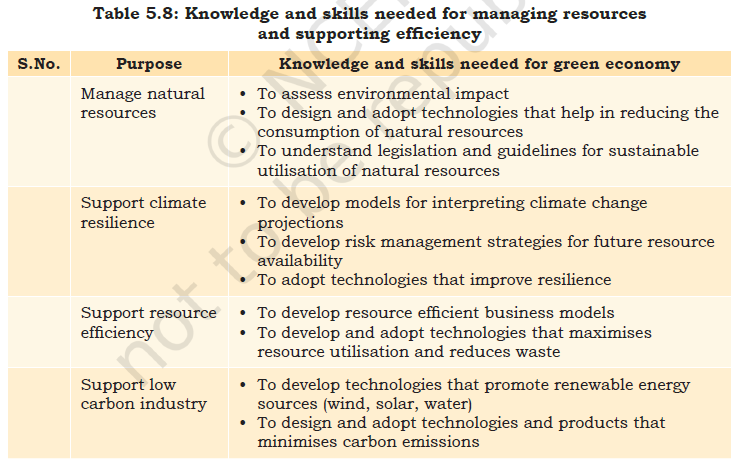 Table 5.8: Knowledge and skills needed for managing resources
and supporting efficiency
S.No. Purpose Knowledge and skills needed for green economy
Manage natural
resources
• To assess environmental impact
• To design and adopt technologies that help in reducing the
consumption of natural resources
• To understand legislation and guidelines for sustainable
utilisation of natural resources
Support climate
resilience
• To develop models for interpreting climate change
projections
• To develop risk management strategies for future resource
availability
• To adopt technologies that improve resilience
Support resource
efficiency
• To develop resource efficient business models
• To develop and adopt technologies that maximises
resource utilisation and reduces waste
Support low
carbon industry
• To develop technologies that promote renewable energy
sources (wind, solar, water)
• To design and adopt technologies and products that
minimises carbon emissions
© NCE
not to be repu